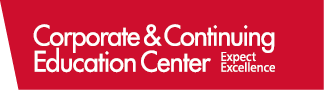 Corporate & Continuing
Education Center Expect
Excellence